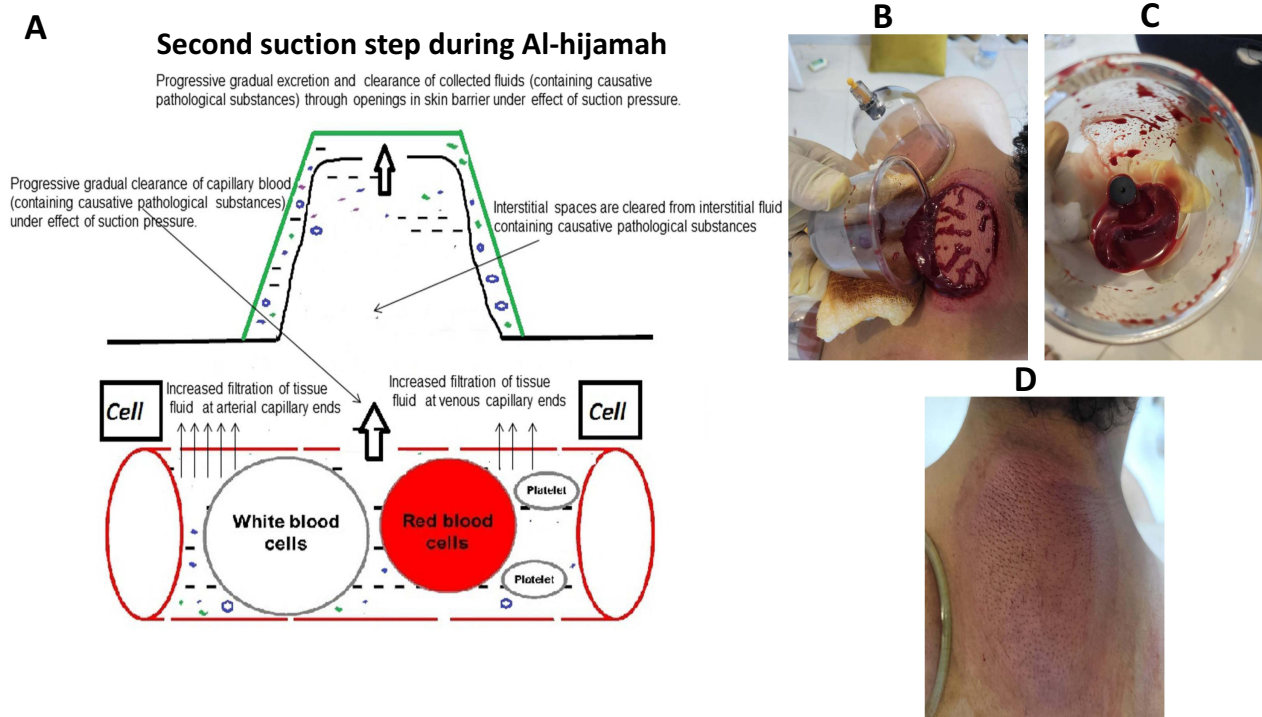 A
Second suction step during Al-hijamah
Progressive gradual excretion and clearance of collected fluids (containing causative
pathological substances) through openings in skin barrier under effect of suction pressure.
Progressive gradual clearance of capillary blood
(containing causative pathological substances)
under effect of suction pressure.
Interstitial spaces are cleared from interstitial fluid
containing causative pathological substances
Cell
Increased filtration of tissue
fluid at arterial capillary ends
Increased filtration of tissue
fluid at venous capillary ends
Cell
White blood
cells
Red blood
cells
Platelet
Platelet
B
C
D